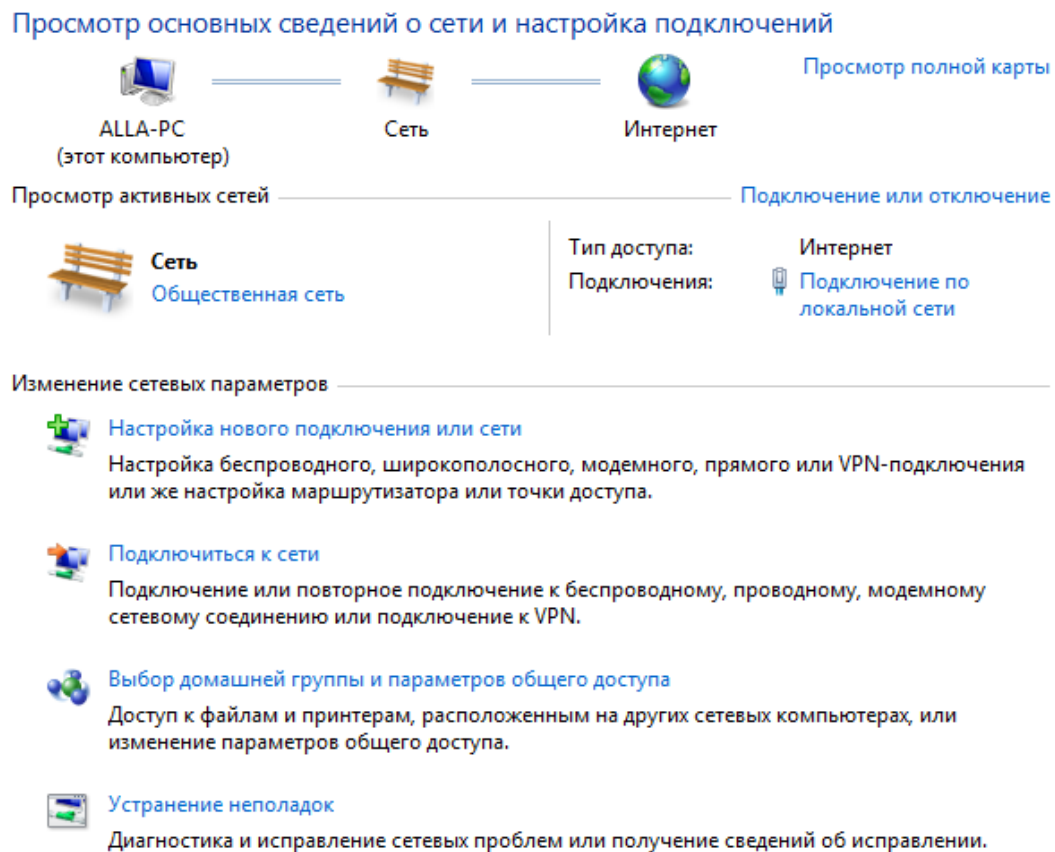 Просмотр основных сведений о сети и настройка подключений
Просмотр полной карты
ALLA-PC
(этот компьютер)
Сеть
Интернет
Просмотр активных сетей
Подключение или отключение
Сеть
Общественная сеть
Тип доступа: Интернет
Подключения: Подключение по
локальной сети
Изменение сетевых параметров
Настройка нового подключения или сети
Настройка беспроводного, широкополосного, модемного, прямого или VPN-подключения
или же настройка маршрутизатора или точки доступа.
Подключиться к сети
Подключение или повторное подключение к беспроводному, проводному, модемному
сетевому соединению или подключение к VPN.
Выбор домашней группы и параметров общего доступа
Доступ к файлам и принтерам, расположенным на других сетевых компьютерах, или
изменение параметров общего доступа.
Устранение неполадок
Диагностика и исправление сетевых проблем или получение сведений об исправлении.